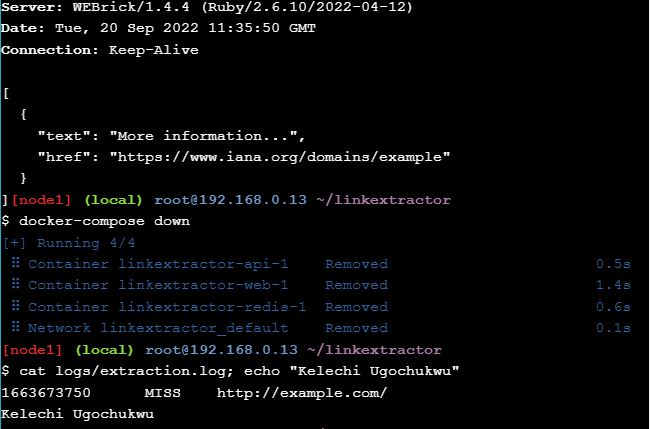 Server: WEBrick/1.4.4 (Ruby/2.6.10/2022-04-12)
Date: Tue, 20 Sep 2022 11:35:50 GMT
Connection: Keep-Alive
[
{
"text": "More information...",
"href": "https://www.iana.org/domains/example"
}
][node1] (local) root@192.168.0.13 ~/linkextractor
$ docker-compose down
[+] Running 4/4
⠿ Container linkextractor-api-1 Removed 0.5s
⠿ Container linkextractor-web-1 Removed 1.4s
⠿ Container linkextractor-redis-1 Removed 0.6s
⠿ Network linkextractor_default Removed 0.1s
[node1] (local) root@192.168.0.13 ~/linkextractor
$ cat logs/extraction.log; echo "Kelechi Ugochukwu"
1663673750 MISS http://example.com/
Kelechi Ugochukwu